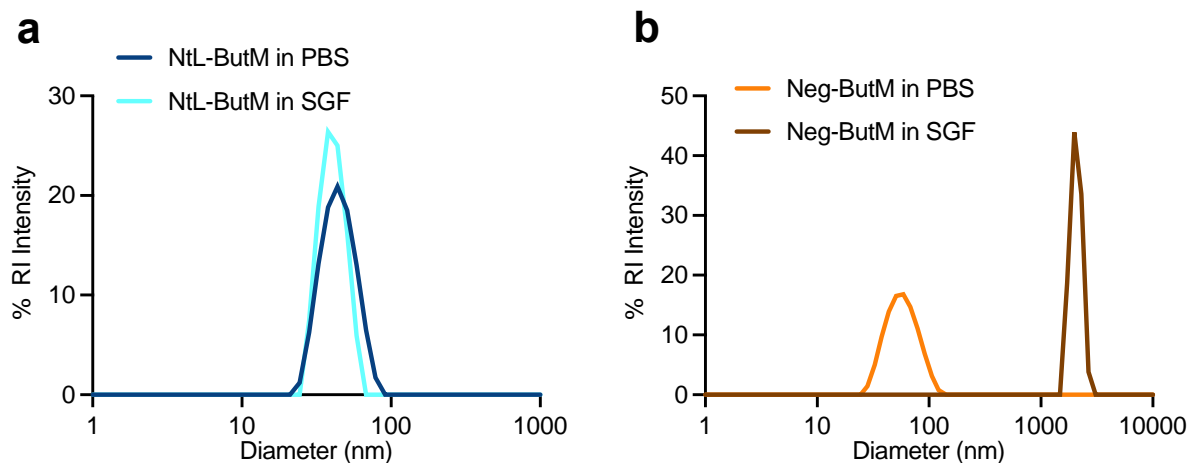 a
NtL-ButM in PBS
NtL-ButM in SGF
% RI Intensity
30
20
10
0
1
10
100
1000
Diameter (nm)
b
Neg-ButM in PBS
Neg-ButM in SGF
% RI Intensity
50
40
30
20
10
0
1
10
100
1000
10000
Diameter (nm)